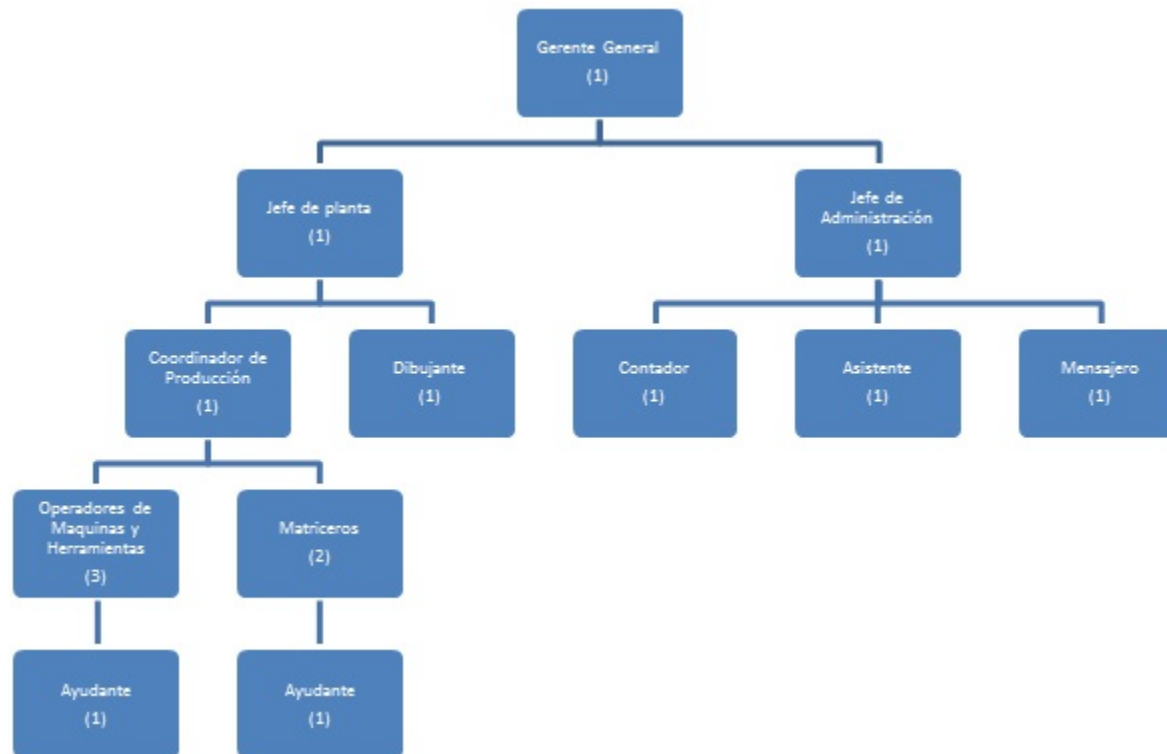 Gerente General
(1)
Jefe de planta
(1)
Jefe de
Administración
(1)
Coordinador de
Producción
(1)
Dibujante
(1)
Contador
(1)
Asistente
(1)
Mensajero
(1)
Operadores de
Maquinas y
Herramientas
(3)
Matriceros
(2)
Ayudante
(1)
Ayudante
(1)